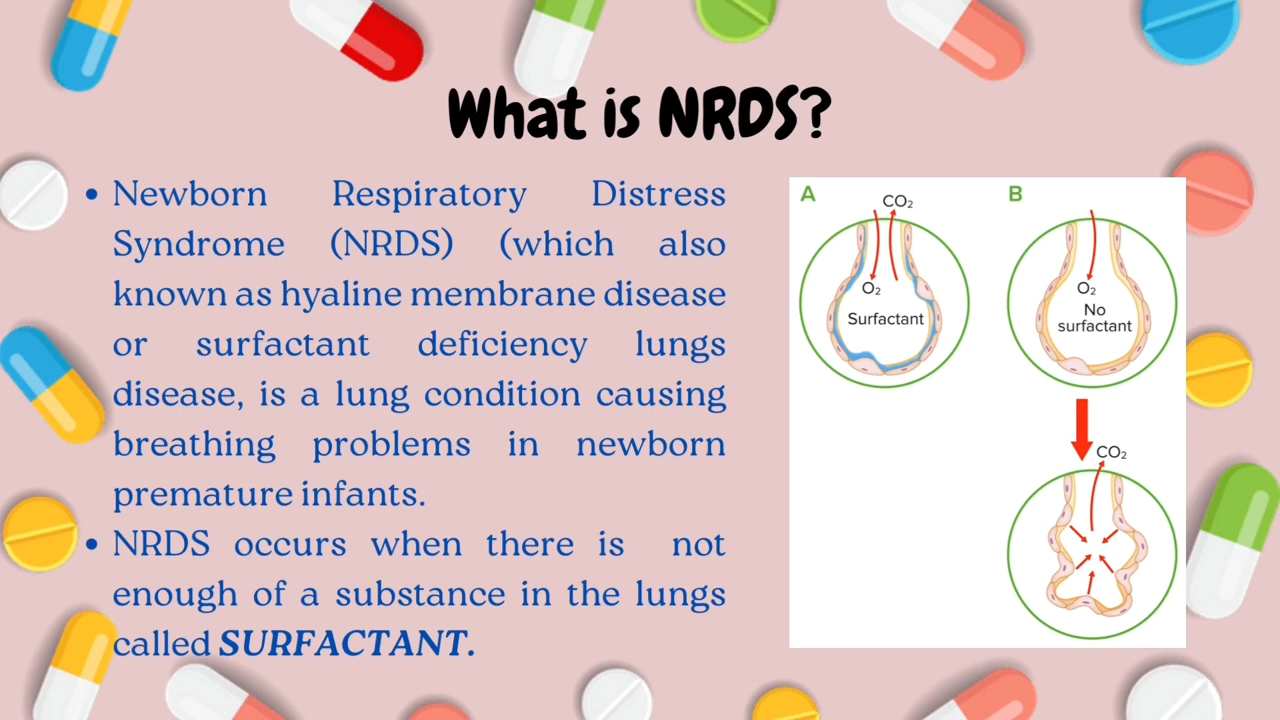 What is NRDS?
• Newborn Respiratory Distress
Syndrome (NRDS) (which also
known as hyaline membrane disease
or surfactant deficiency lungs
disease, is a lung condition causing
breathing problems in newborn
premature infants.
• NRDS occurs when there is not
enough of a substance in the lungs
called SURFACTANT.
A
CO₂
O₂
Surfactant
B
O₂
No
surfactant
CO₂